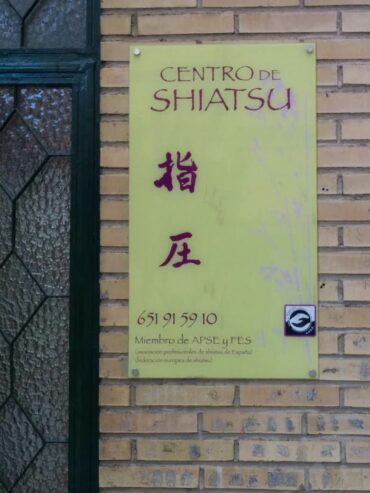 CENTRO DE
SHIATSU
指
圧
651 91 59 10
Miembro de APSE y FES
(asociación profesionales de shiatsu de España)
(federación europea de shiatsu)